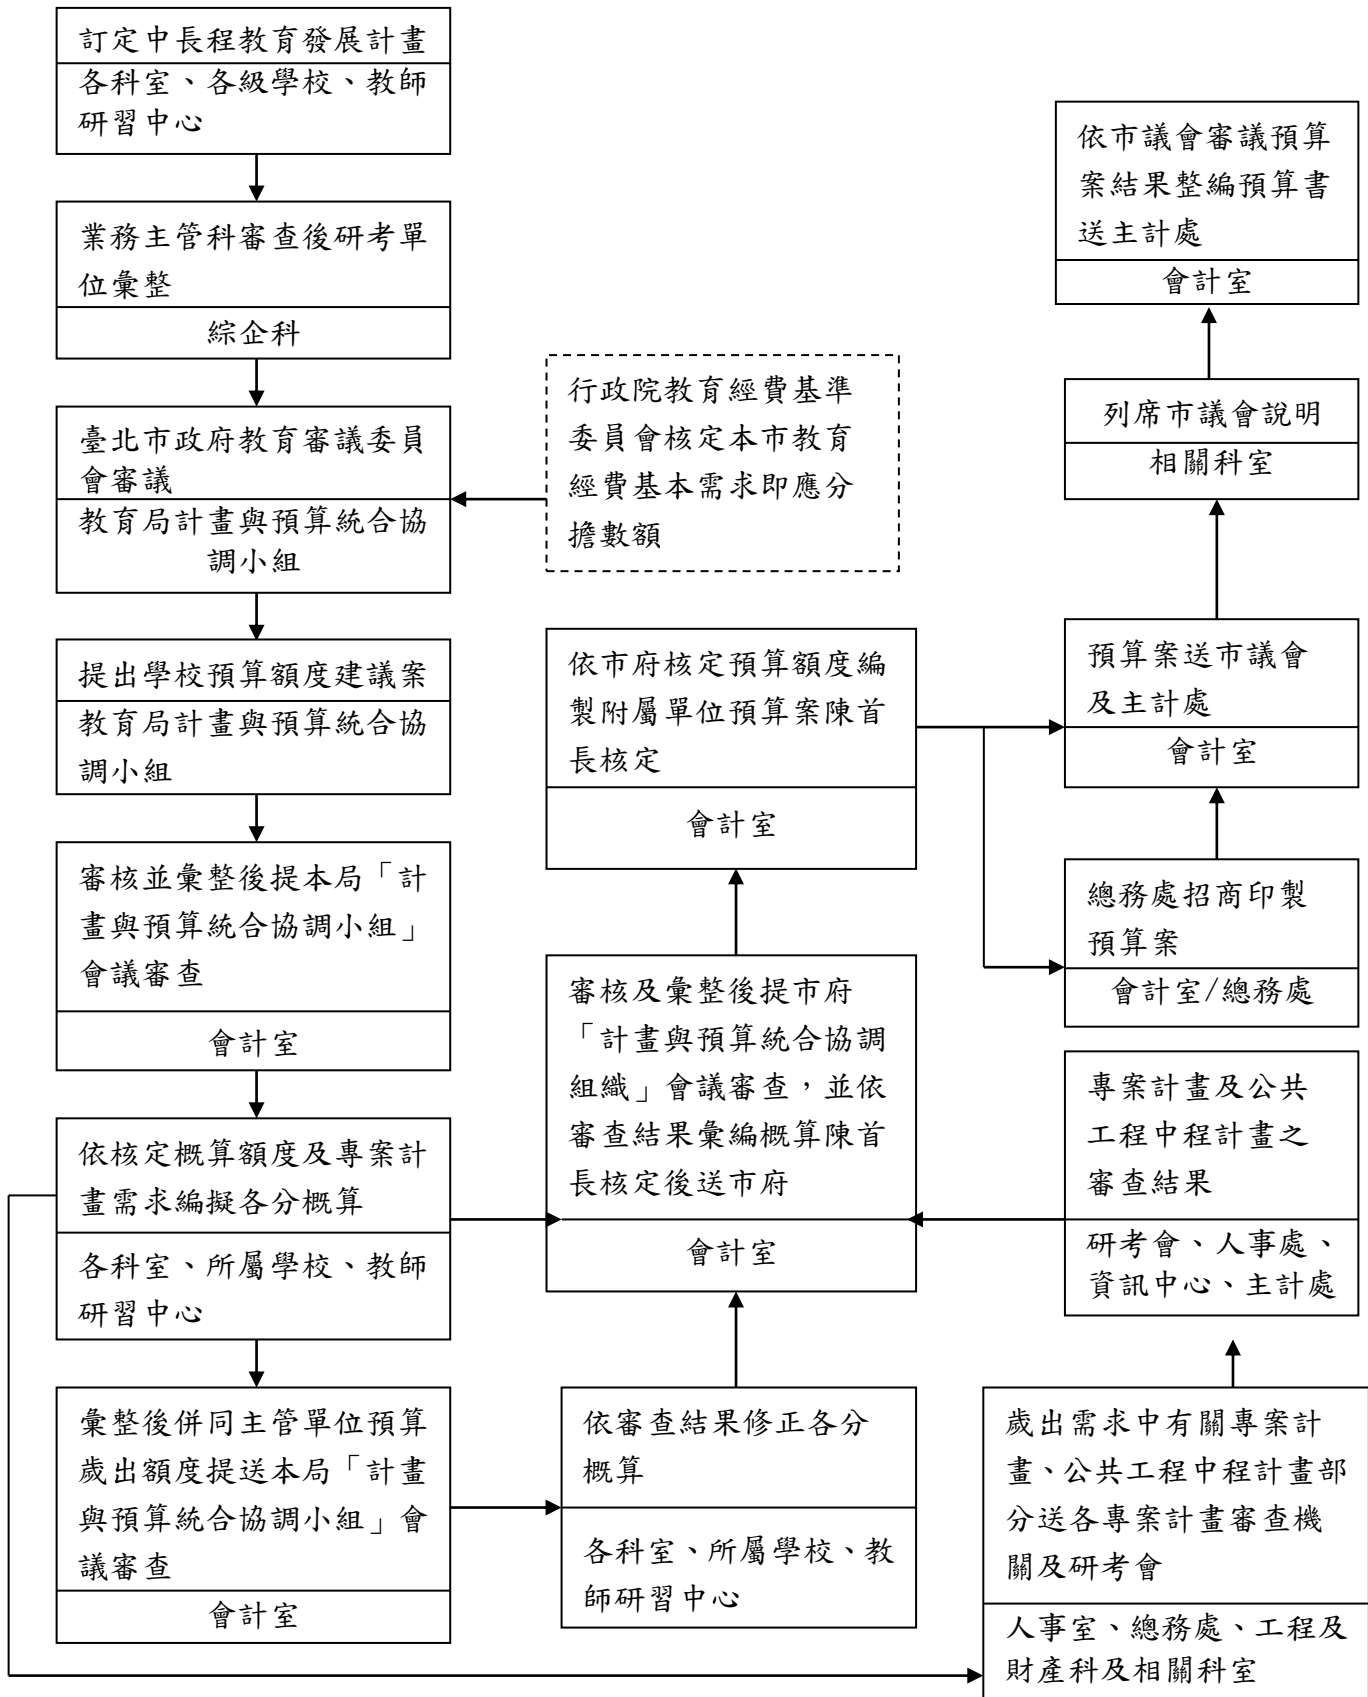 訂定中長程教育發展計畫
各科室、各級學校、教師
研習中心
業務主管科審查後研考單
位彙整
綜企科
臺北市政府教育審議委員
會審議
教育局計畫與預算統合協
調小組
行政院教育經費基準
委員會核定本市教育
經費基本需求即應分
擔數額
提出學校預算額度建議案
教育局計畫與預算統合協
調小組
審核並彙整後提本局「計
畫與預算統合協調小組」
會議審查
會計室
依核定概算額度及專案計
畫需求編擬各分概算
各科室、所屬學校、教師
研習中心
彙整後併同主管單位預算
歲出額度提送本局「計畫
與預算統合協調小組」會
議審查
會計室
依審查結果修正各分
概算
各科室、所屬學校、教
師研習中心
歲出需求中有關專案計
畫、公共工程中程計畫部
分送各專案計畫審查機
關及研考會
人事室、總務處、工程及
財產科及相關科室
專案計畫及公共
工程中程計畫之
審查結果
研考會、人事處、
資訊中心、主計處
審核及彙整後提市府
「計畫與預算統合協調
組織」會議審查，並依
審查結果彙編概算陳首
長核定後送市府
會計室
依市府核定預算額度編
製附屬單位預算案陳首
長核定
會計室
總務處招商印製
預算案
會計室/總務處
預算案送市議會
及主計處
會計室
列席市議會說明
相關科室
依市議會審議預算
案結果整編預算書
送主計處
會計室